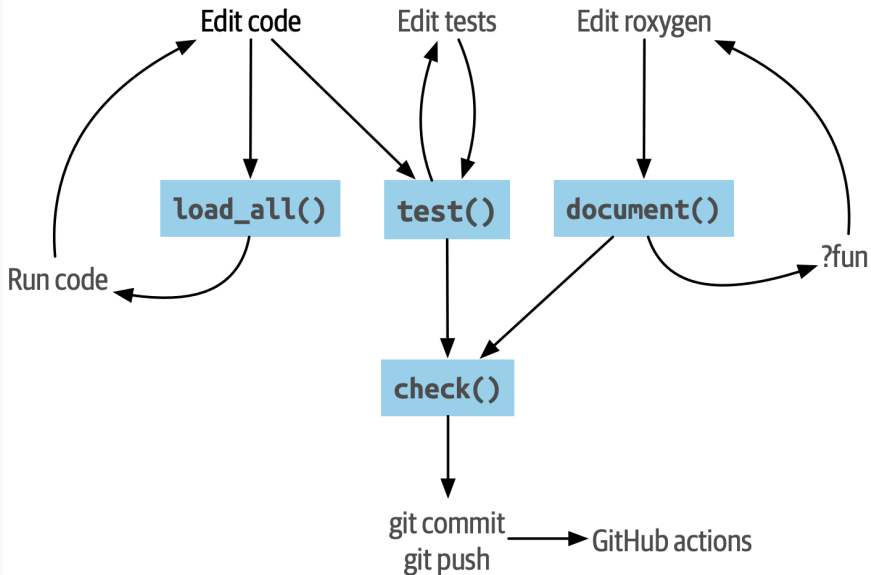 Edit code
Edit tests
Edit roxygen
load_all()
test()
document()
Run code
?fun
check()
git commit
git push
GitHub actions